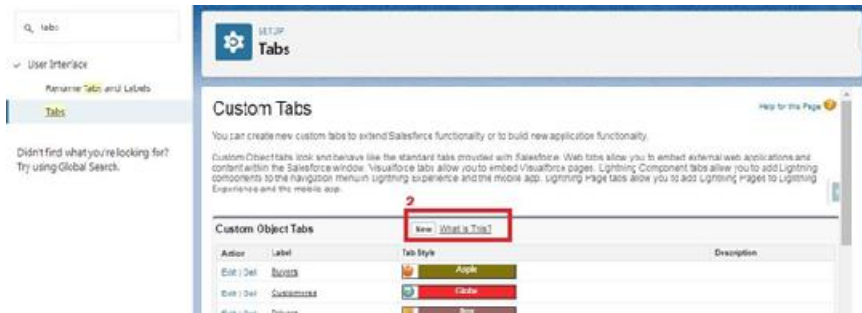 tabs
User Interface
Rename Tabs and Labels
Tabs
Didn't find what you're looking for?
Try using Global Search.
SETUP
Tabs
Custom Tabs
Help for this Page
You can create new custom tabs to extend Salesforce functionality or to build new application functionality.
Custom Object tabs look and behave like the standard tabs provided with Salesforce. Web tabs allow you to embed external web applications and
content within the Salesforce window. Visualforce tabs allow you to embed Visualforce pages. Lightning Component tabs allow you to add Lightning
components to the navigation menu in Lightning Experience and the mobile app. Lightning Page tabs allow you to add Lightning Pages to Lightning
Experience and the mobile app.
2
Custom Object Tabs
New What Is This?
Action Label Tab Style Description
Edit | Del Buyers Apple
Edit | Del Customeres Globe
Edit | Del Drivers Box